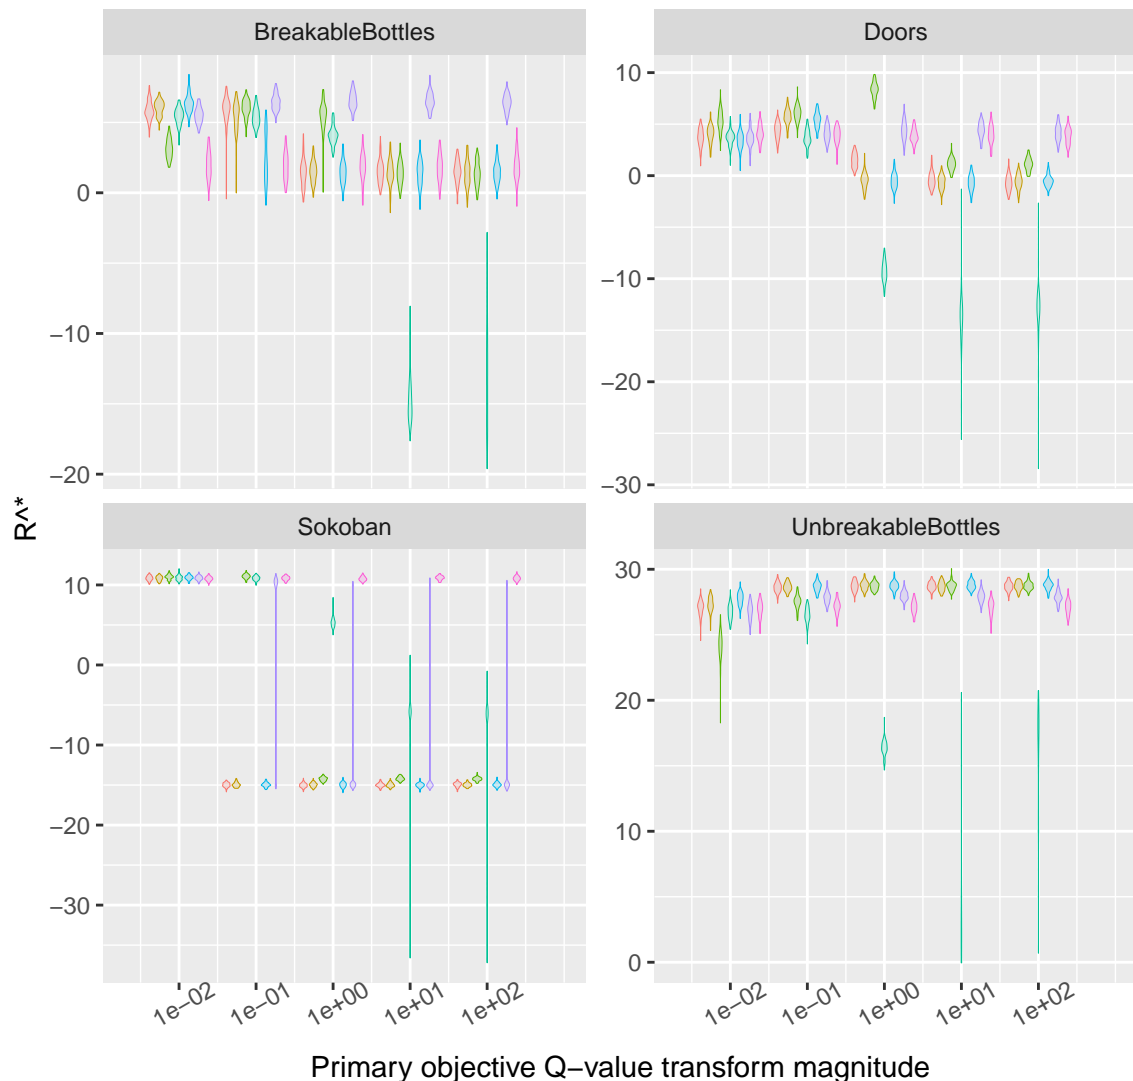 BreakableBottles
Doors
0
−10
−20
10
0
−10
−20
−30
R^*
Sokoban
UnbreakableBottles
10
0
−10
−20
−30
30
20
10
0
1e−02
1e−01
1e+00
1e+01
1e+02
1e−02
1e−01
1e+00
1e+01
1e+02
Primary objective Q−value transform magnitude